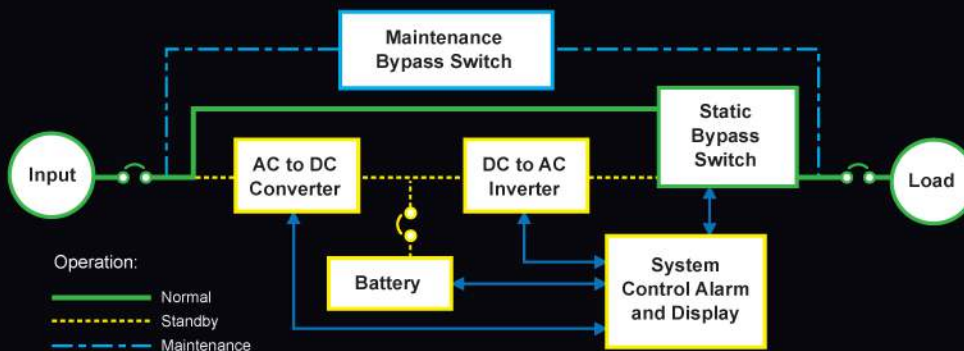 Maintenance
Bypass Switch
Static
Bypass
Switch
Input
AC to DC
Converter
DC to AC
Inverter
Load
Battery
System
Control Alarm
and Display
Operation:
Normal
Standby
Maintenance